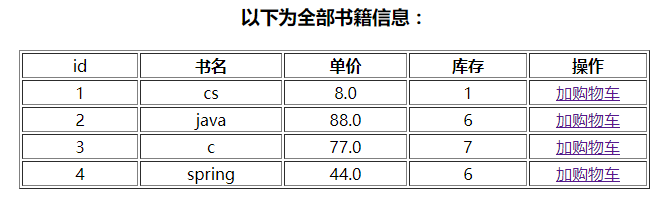 以下为全部书籍信息：
id 书名 单价 库存 操作
1 cs 8.0 1 加购物车
2 java 88.0 6 加购物车
3 c 77.0 7 加购物车
4 spring 44.0 6 加购物车